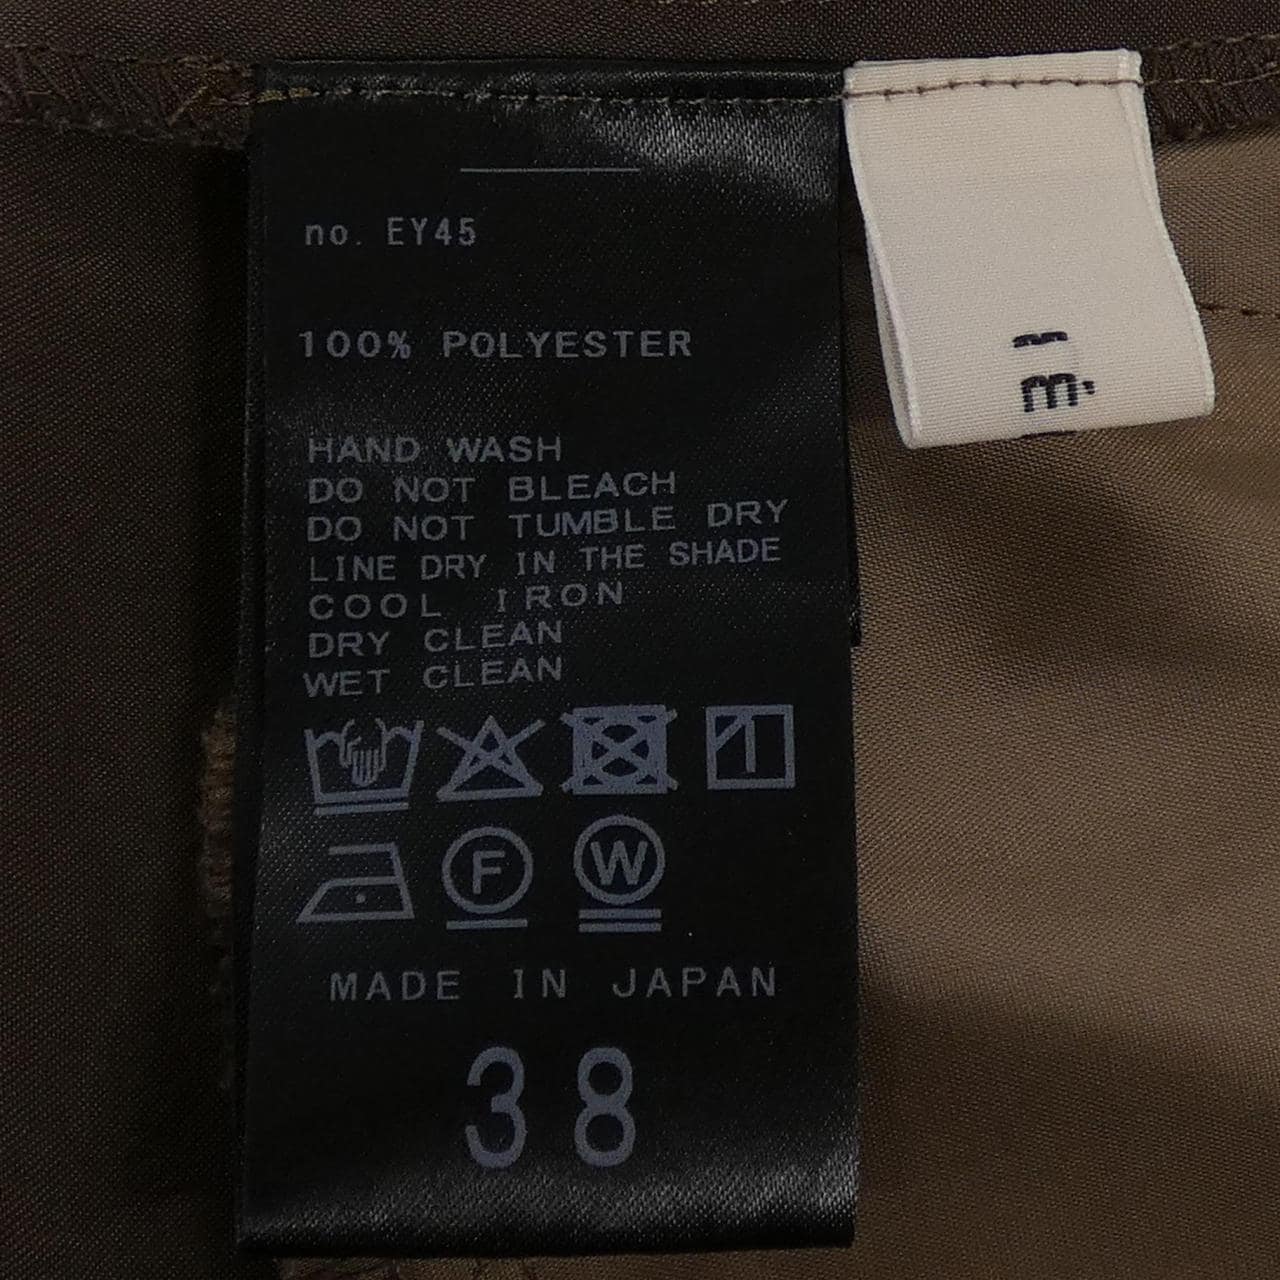 no. EY45
100% POLYESTER
HAND WASH
DO NOT BLEACH
DO NOT TUMBLE DRY
LINE DRY IN THE SHADE
COOL IRON
DRY CLEAN
WET CLEAN
F W
MADE IN JAPAN
38